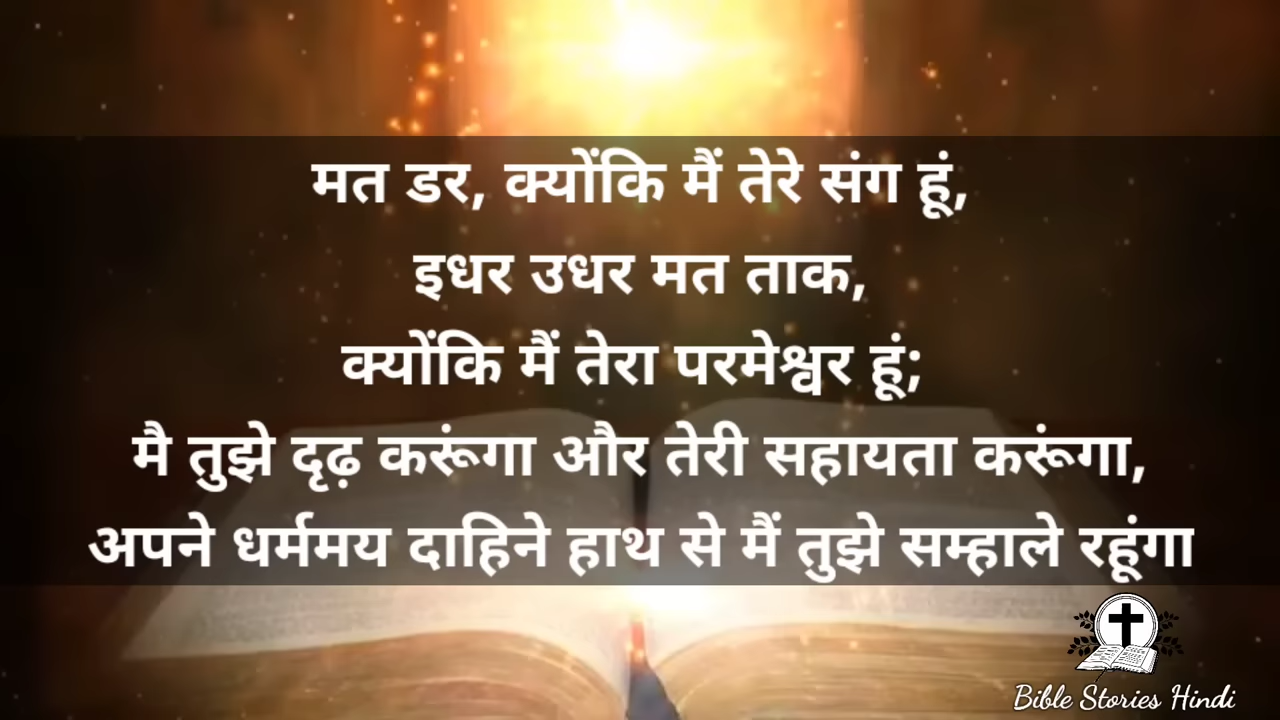 मत डर, क्योंकि मैं तेरे संग हूं,
इधर उधर मत ताक,
क्योंकि मैं तेरा परमेश्वर हूं;
मै तुझे दृढ़ करूंगा और तेरी सहायता करूंगा,
अपने धर्ममय दाहिने हाथ से मैं तुझे सम्हाले रहूंगा
Bible Stories Hindi